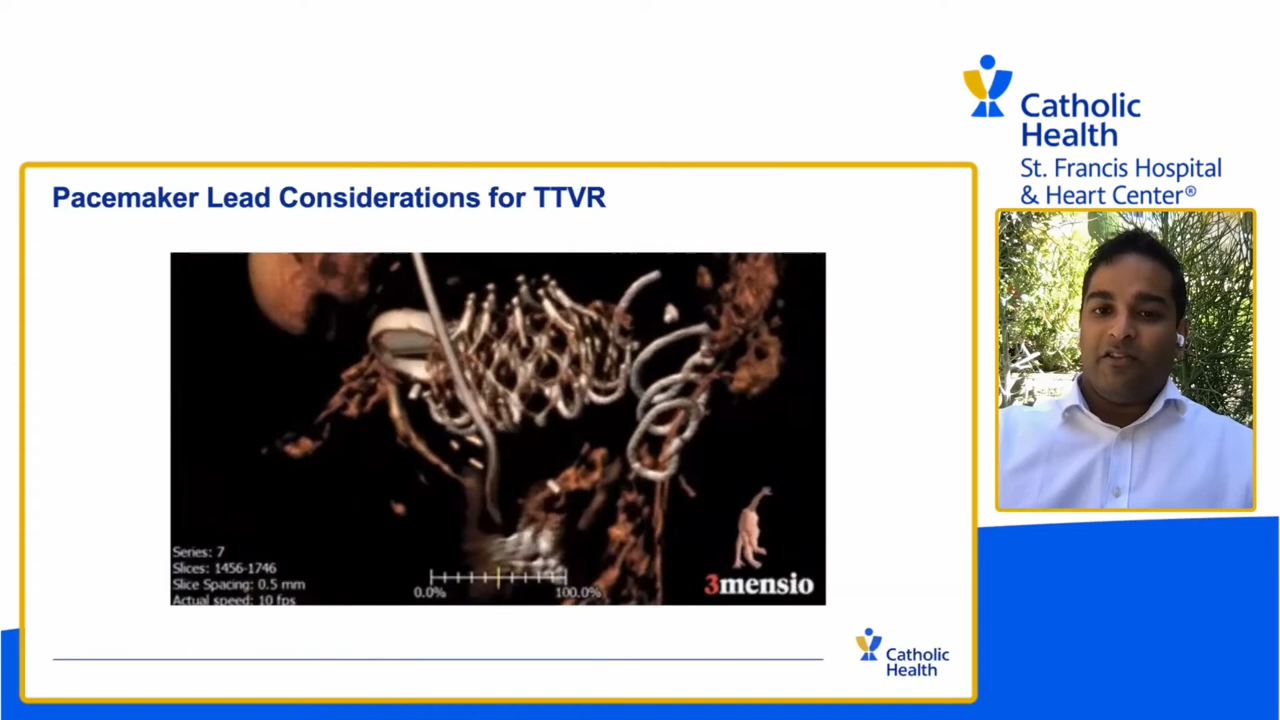 Catholic
Health
St. Francis Hospital
& Heart Center®
Pacemaker Lead Considerations for TTVR
Series: 7
Slices: 1456-1746
Slice Spacing: 0.5 mm
Actual speed: 10 fps
0.0%
100.0%
3mensio
Catholic
Health